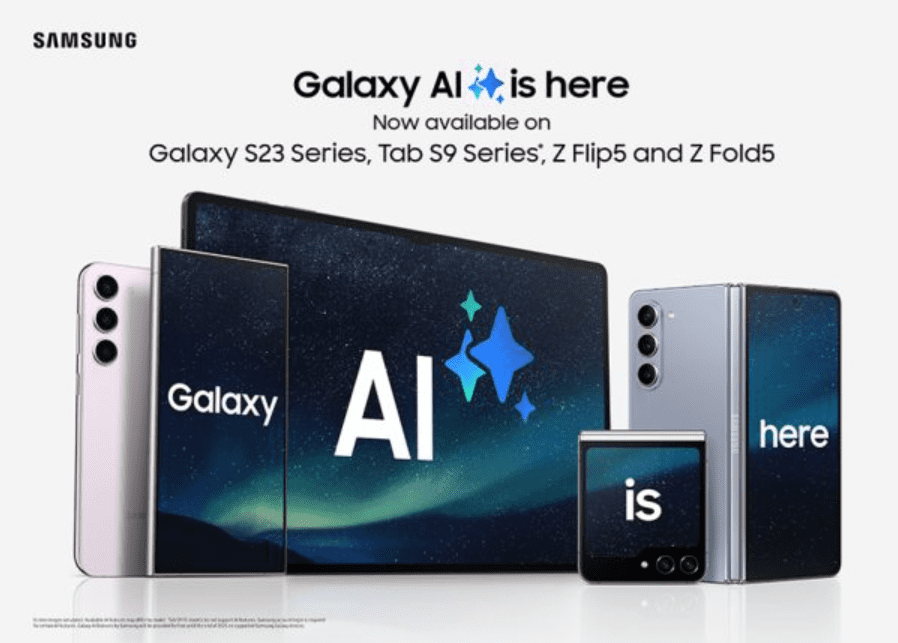 SAMSUNG
Galaxy AI is here
Now available on
Galaxy S23 Series, Tab S9 Series*, Z Flip5 and Z Fold5
Galaxy
AI
is
here